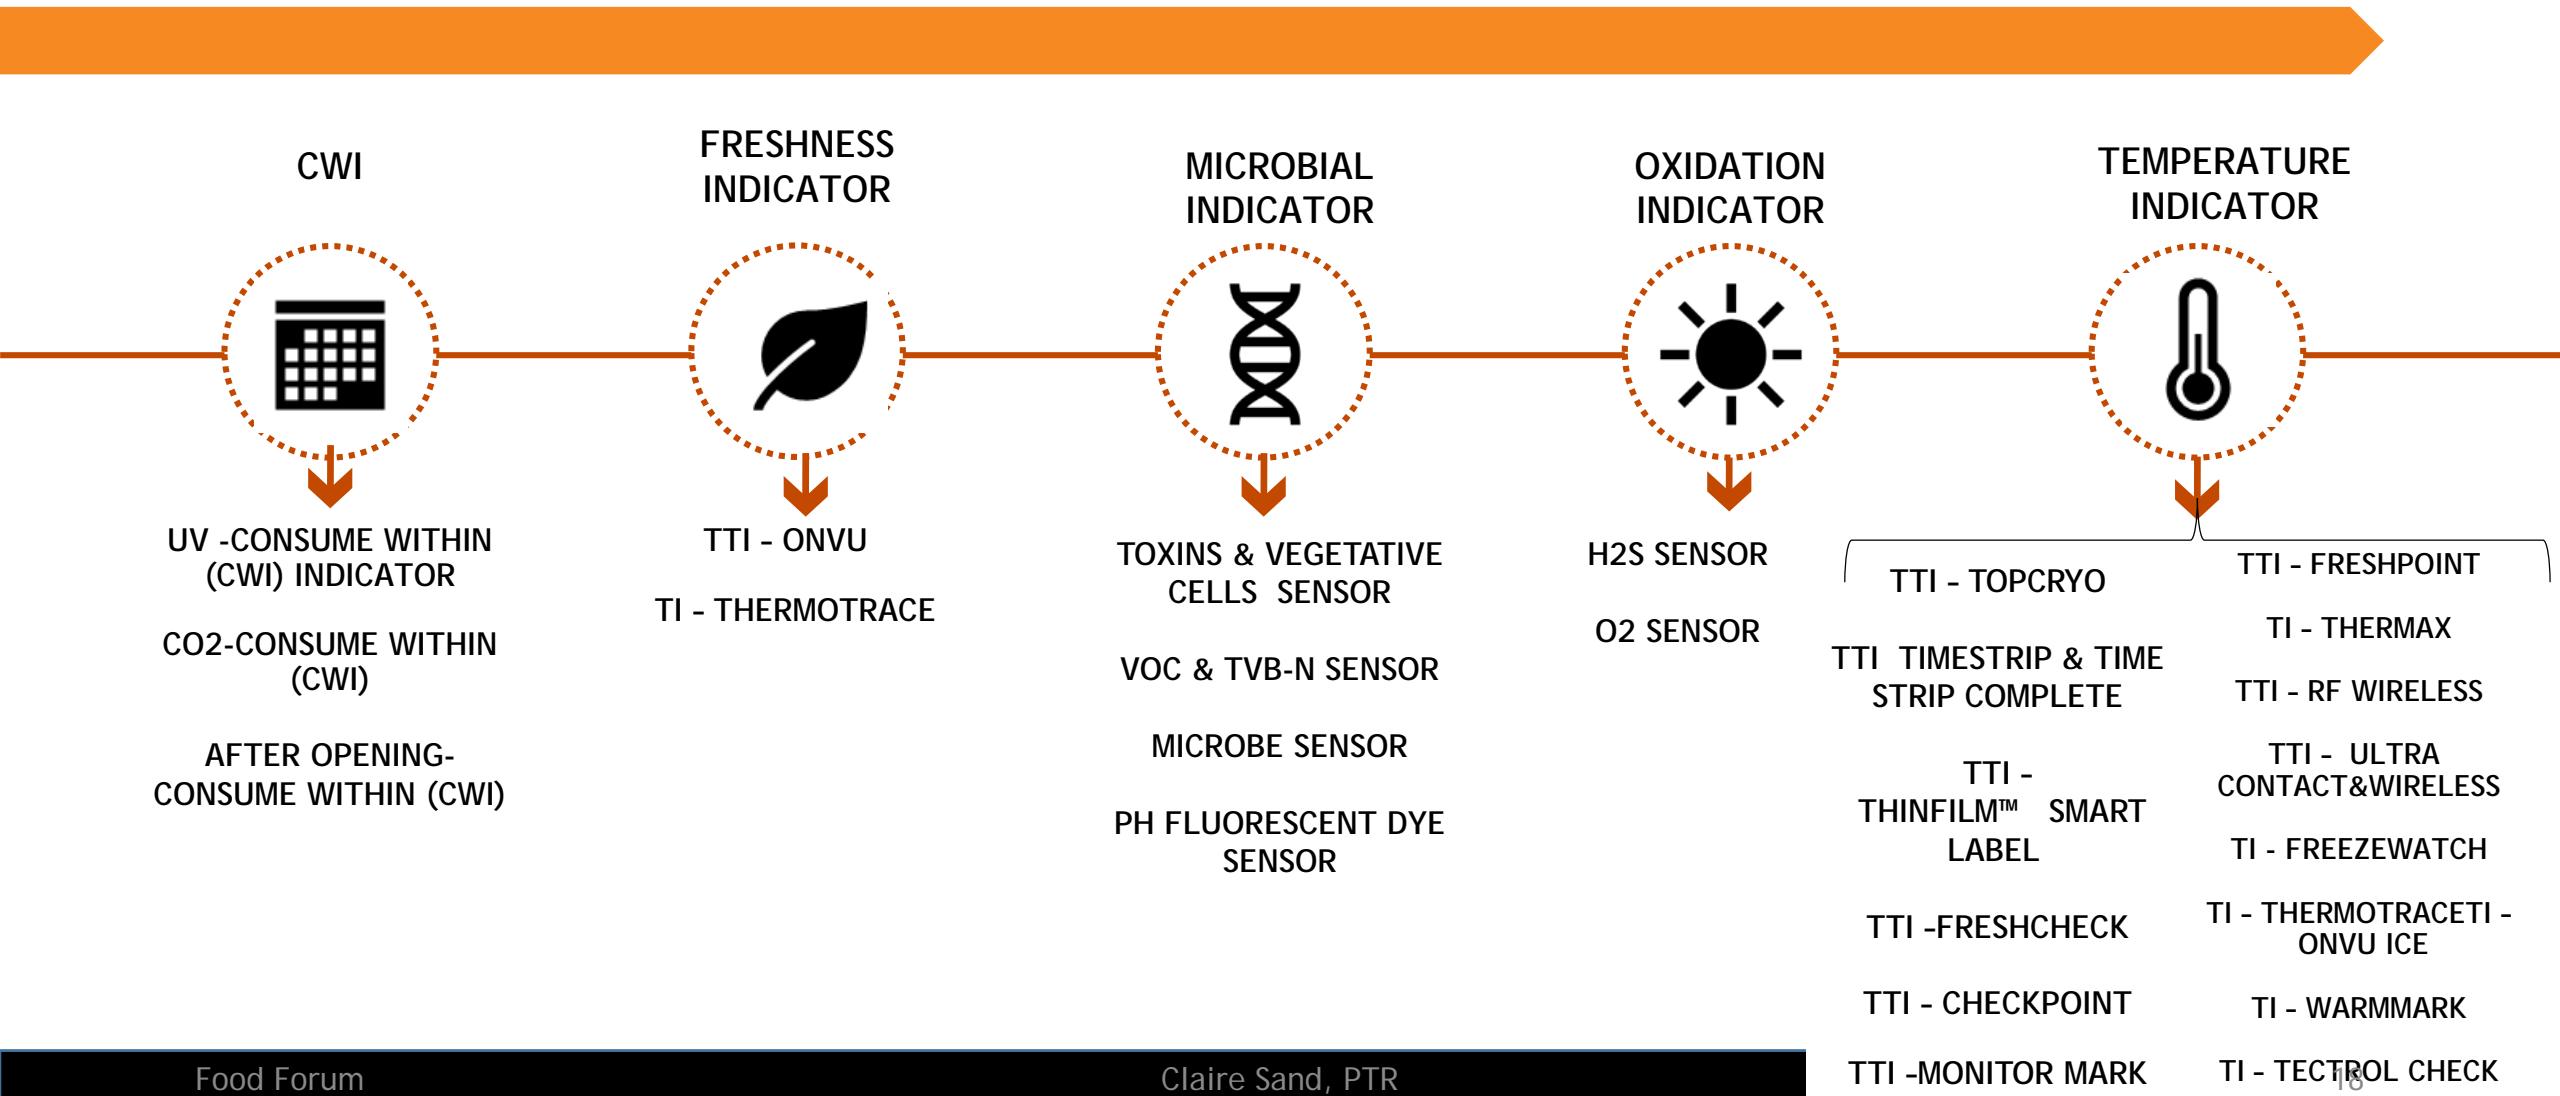 CWI
FRESHNESS
INDICATOR
MICROBIAL
INDICATOR
OXIDATION
INDICATOR
TEMPERATURE
INDICATOR
UV -CONSUME WITHIN
(CWI) INDICATOR
CO2-CONSUME WITHIN
(CWI)
AFTER OPENING-
CONSUME WITHIN (CWI)
TTI - ONVU
TI - THERMOTRACE
TOXINS & VEGETATIVE
CELLS SENSOR
VOC & TVB-N SENSOR
MICROBE SENSOR
PH FLUORESCENT DYE
SENSOR
H2S SENSOR
O2 SENSOR
TTI - TOPCRYO
TTI TIMESTRIP & TIME
STRIP COMPLETE
TTI -
THINFILM™ SMART
LABEL
TTI -FRESHCHECK
TTI - CHECKPOINT
TTI -MONITOR MARK
TTI - FRESHPOINT
TI - THERMAX
TTI - RF WIRELESS
TTI - ULTRA
CONTACT&WIRELESS
TI - FREEZEWATCH
TI - THERMOTRACETI -
ONVU ICE
TI - WARMMARK
TI - TECTROL CHECK
Food Forum
Claire Sand, PTR
18